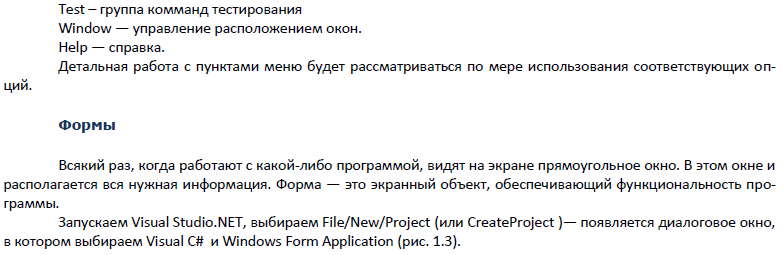 Test – группа комманд тестирования
Window — управление расположением окон.
Help — справка.
Детальная работа с пунктами меню будет рассматриваться по мере использования соответствующих оп-
ций.
Формы
Всякий раз, когда работают с какой-либо программой, видят на экране прямоугольное окно. В этом окне и
располагается вся нужная информация. Форма — это экранный объект, обеспечивающий функциональность про-
граммы.
Запускаем Visual Studio.NET, выбираем File/New/Project (или CreateProject )— появляется диалоговое окно,
в котором выбираем Visual C#  и Windows Form Application (рис. 1.3).